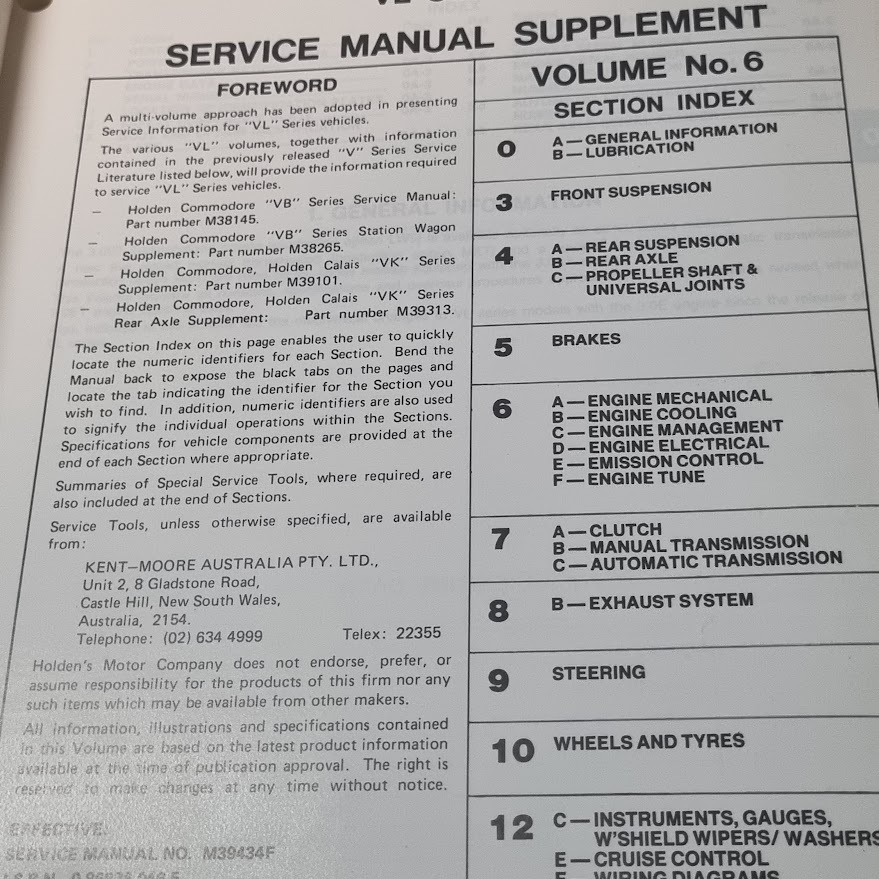 SERVICE MANUAL SUPPLEMENT
FOREWORD
A multi-volume approach has been adopted in presenting
Service Information for "VL" Series vehicles.
The various "VL" volumes, together with information
contained in the previously released "V" Series Service
Literature listed below, will provide the information required
to service "VL" Series vehicles.
— Holden Commodore "VB" Series Service Manual:
Part number M38145.
— Holden Commodore "VB" Series Station Wagon
Supplement: Part number M38265.
— Holden Commodore, Holden Calais "VK" Series
Supplement: Part number M39101.
— Holden Commodore, Holden Calais "VK" Series
Rear Axle Supplement: Part number M39313.
The Section Index on this page enables the user to quickly
locate the numeric identifiers for each Section. Bend the
Manual back to expose the black tabs on the pages and
locate the tab indicating the identifier for the Section you
wish to find. In addition, numeric identifiers are also used
to signify the individual operations within the Sections.
Specifications for vehicle components are provided at the
end of each Section where appropriate.
Summaries of Special Service Tools, where required, are
also included at the end of Sections.
Service Tools, unless otherwise specified, are available
from:
KENT—MOORE AUSTRALIA PTY. LTD.,
Unit 2, 8 Gladstone Road,
Castle Hill, New South Wales,
Australia, 2154.
Telephone: (02) 634 4999 Telex: 22355
Holden's Motor Company does not endorse, prefer, or
assume responsibility for the products of this firm nor any
such items which may be available from other makers.
All information, illustrations and specifications contained
in this Volume are based on the latest product information
available at the time of publication approval. The right is
reserved to make changes at any time without notice.
EFFECTIVE.
SERVICE MANUAL NO. M39434F
VOLUME No. 6
SECTION INDEX
0 A — GENERAL INFORMATION
B — LUBRICATION
3 FRONT SUSPENSION
4 A — REAR SUSPENSION
B — REAR AXLE
C — PROPELLER SHAFT &
UNIVERSAL JOINTS
5 BRAKES
6 A — ENGINE MECHANICAL
B — ENGINE COOLING
C — ENGINE MANAGEMENT
D — ENGINE ELECTRICAL
E — EMISSION CONTROL
F — ENGINE TUNE
7 A — CLUTCH
B — MANUAL TRANSMISSION
C — AUTOMATIC TRANSMISSION
8 B — EXHAUST SYSTEM
9 STEERING
10 WHEELS AND TYRES
12 C — INSTRUMENTS, GAUGES,
W'SHIELD WIPERS/ WASHERS
E — CRUISE CONTROL
F — WIRING DIAGRAMS